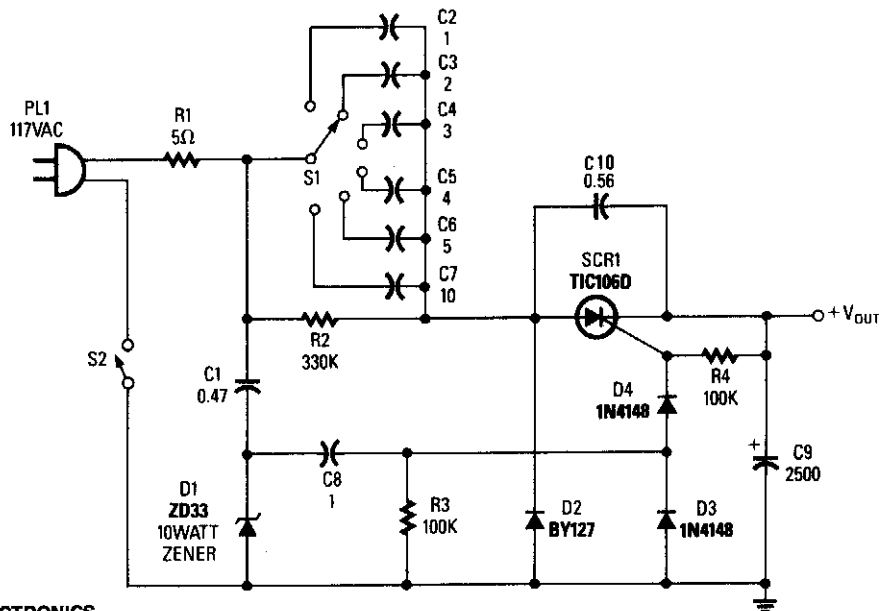 C2
1
C3
2
C4
3
C5
4
C6
5
C7
10
PL1
117VAC
R1
5Ω
S1
C10
0.56
SCR1
TIC106D
+ VOUT
R2
330K
R4
100K
S2
C1
0.47
D4
1N4148
C9
+
2500
C8
1
D1
ZD33
10WATT
ZENER
R3
100K
D2
BY127
D3
1N4148